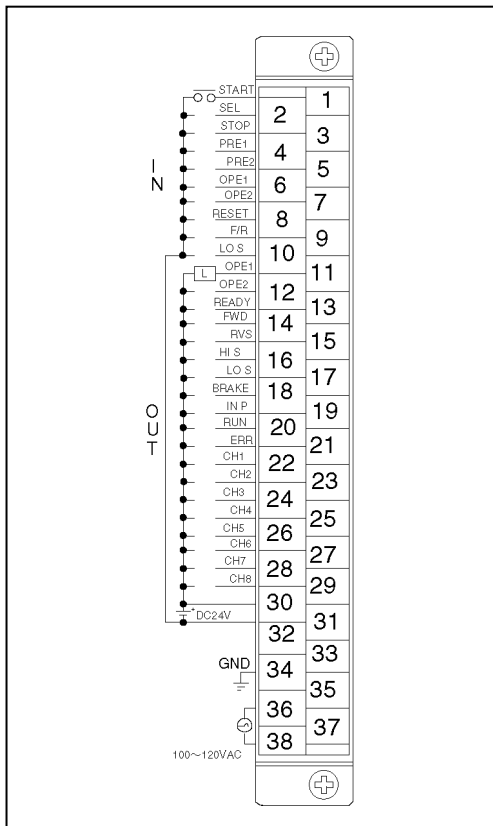 START
1
SEL
2
STOP
3
PRE1
4
PRE2
5
OPE1
6
OPE2
7
RESET
8
F/R
9
LO S
10
OPE1
11
L
OPE2
12
READY
13
FWD
14
RVS
15
HI S
16
LO S
17
BRAKE
18
IN P
19
RUN
20
ERR
21
CH1
22
CH2
23
CH3
24
CH4
25
CH5
26
CH6
27
CH7
28
CH8
29
30
+
DC24V
31
32
33
GND
34
35
36
37
38
100～120VAC
IN
OUT